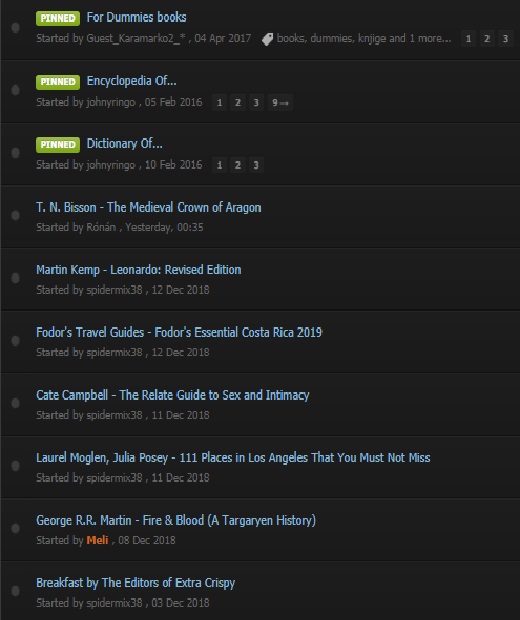 PINNED For Dummies books
Started by Guest_Karamarko2_* , 04 Apr 2017 books, dummies, knjige and 1 more... 1 2 3
PINNED Encyclopedia Of...
Started by johnyringo , 05 Feb 2016 1 2 3 9 →
PINNED Dictionary Of...
Started by johnyringo , 10 Feb 2016 1 2 3
T. N. Bisson - The Medieval Crown of Aragon
Started by Rónán , Yesterday, 00:35
Martin Kemp - Leonardo: Revised Edition
Started by spidermix38 , 12 Dec 2018
Fodor's Travel Guides - Fodor's Essential Costa Rica 2019
Started by spidermix38 , 12 Dec 2018
Cate Campbell - The Relate Guide to Sex and Intimacy
Started by spidermix38 , 11 Dec 2018
Laurel Moglen, Julia Posey - 111 Places in Los Angeles That You Must Not Miss
Started by spidermix38 , 11 Dec 2018
George R.R. Martin - Fire & Blood (A Targaryen History)
Started by Meli , 08 Dec 2018
Breakfast by The Editors of Extra Crispy
Started by spidermix38 , 03 Dec 2018